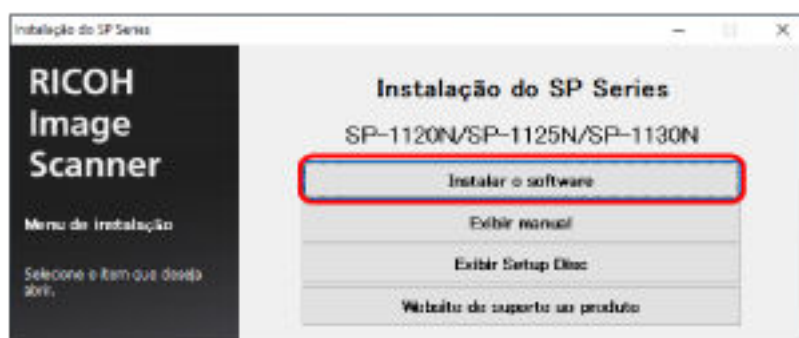 Instalação do SP Series
RICOH
Image
Scanner
Menu de instalação
Selecione o item que deseja
abrir.
Instalação do SP Series
SP-1120N/SP-1125N/SP-1130N
Instalar o software
Exibir manual
Exibir Setup Disc
Website de suporte ao produto